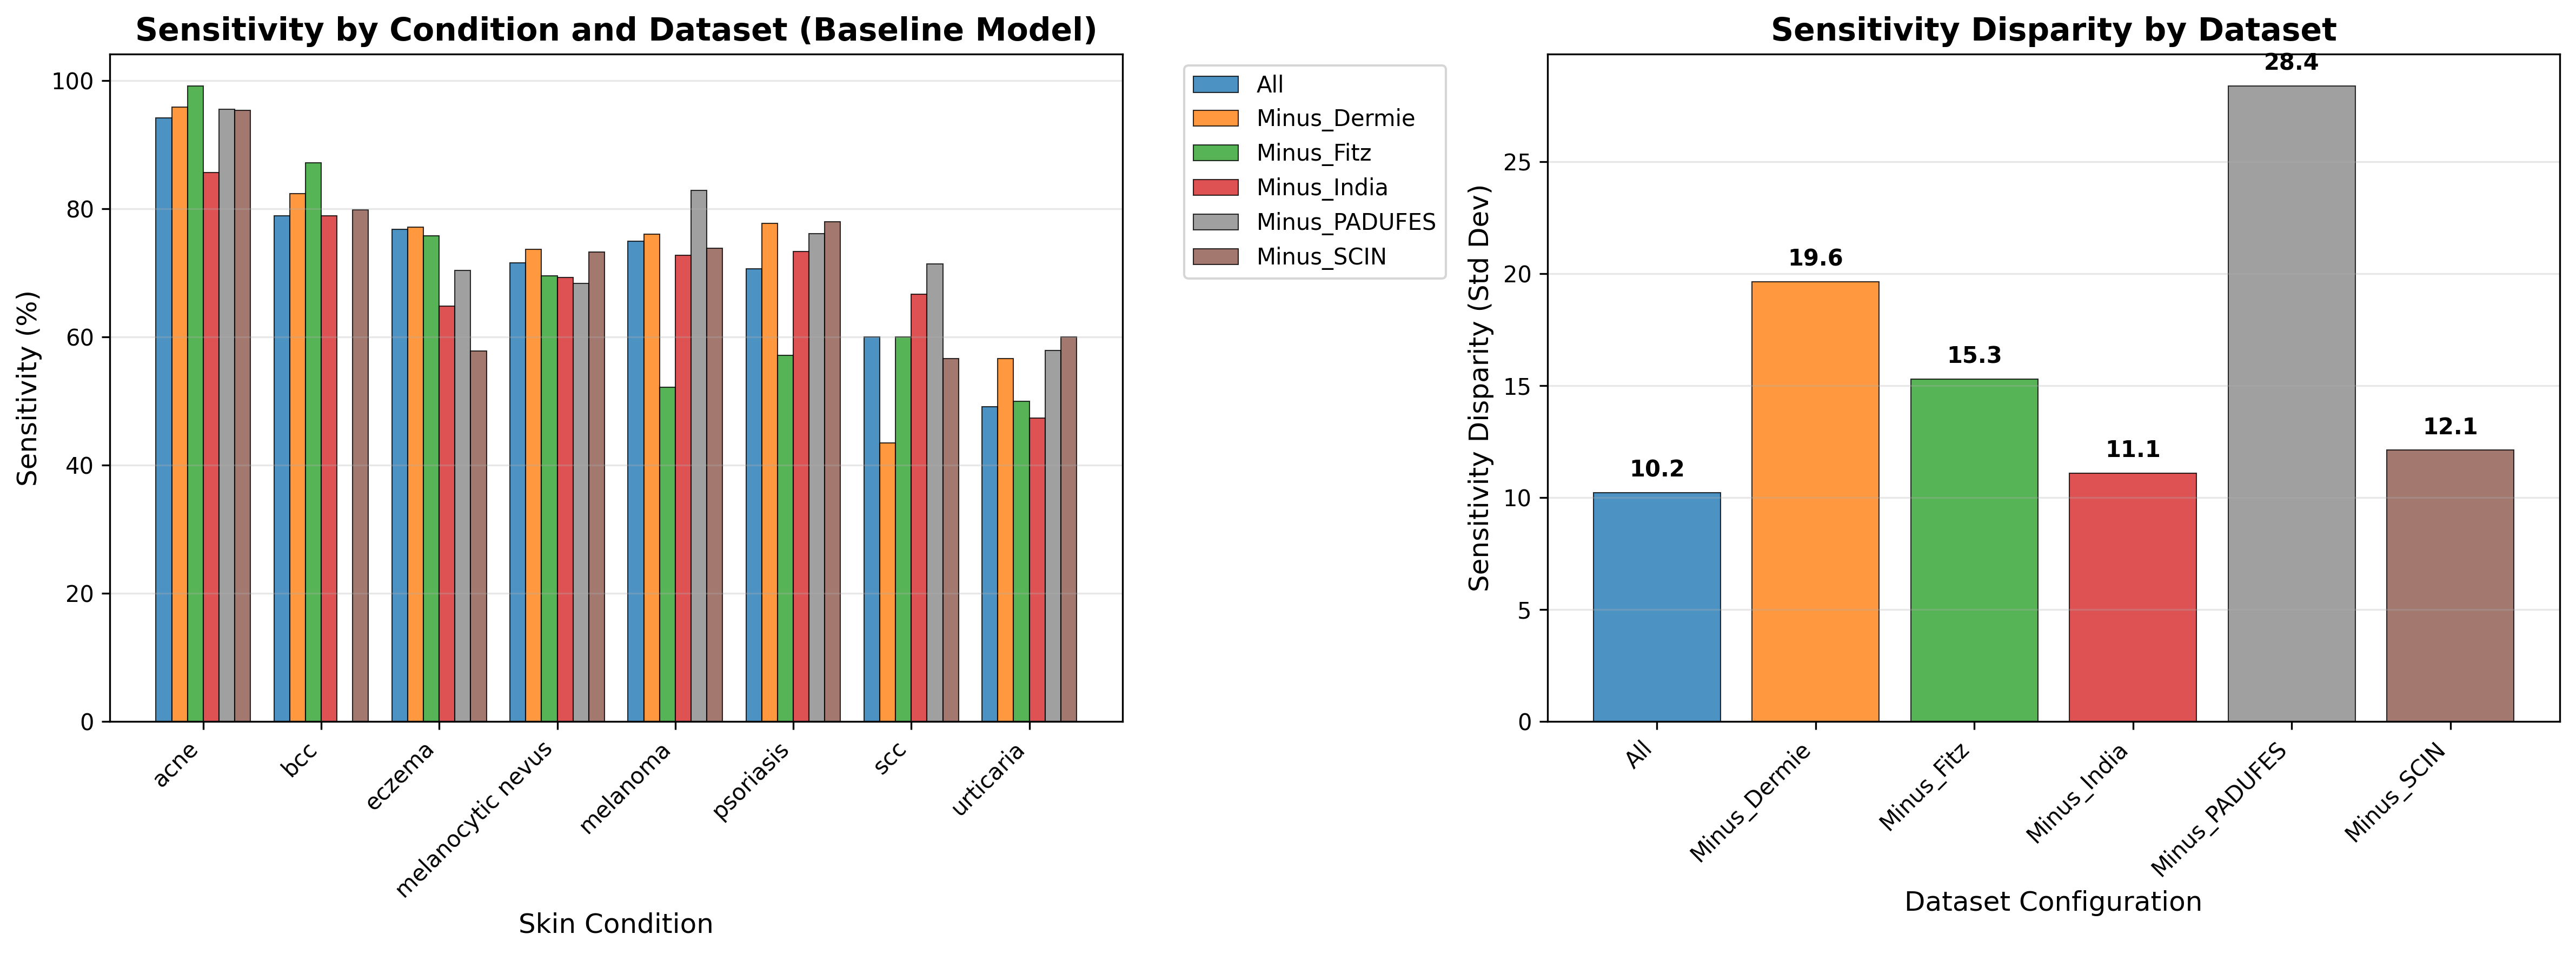 Sensitivity by Condition and Dataset (Baseline Model)
Sensitivity (%)
100
80
60
40
20
0
acne
bcc
eczema
melanocytic nevus
melanoma
psoriasis
scc
urticaria
Skin Condition
All
Minus_Dermie
Minus_Fitz
Minus_India
Minus_PADUFES
Minus_SCIN
Sensitivity Disparity by Dataset
Sensitivity Disparity (Std Dev)
25
20
15
10
5
0
10.2
19.6
15.3
11.1
28.4
12.1
All
Minus_Dermie
Minus_Fitz
Minus_India
Minus_PADUFES
Minus_SCIN
Dataset Configuration